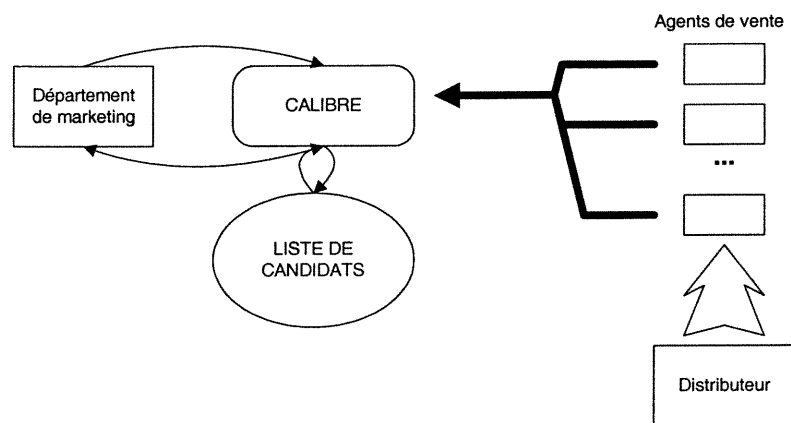 Agents de vente
Département
de marketing
CALIBRE
...
LISTE DE
CANDIDATS
Distributeur